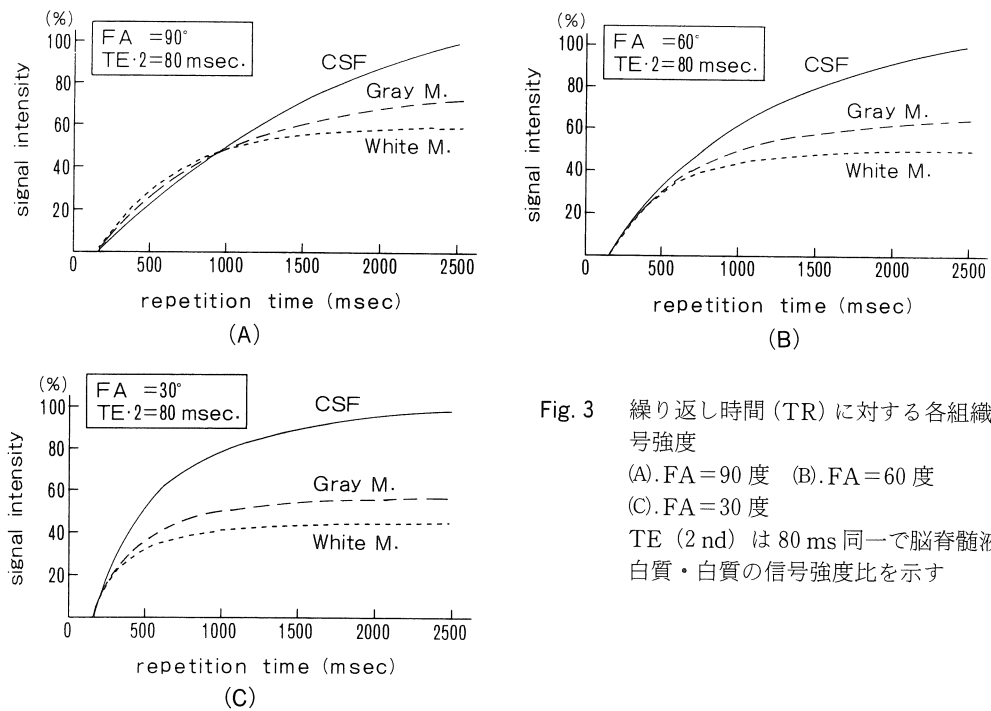 (%)
FA =90°
TE·2=80 msec.
100
80
60
40
20
signal intensity
CSF
Gray M.
White M.
0 500 1000 1500 2000 2500
repetition time (msec)
(A)
(%)
FA =60°
TE·2=80 msec.
100
80
60
40
20
signal intensity
CSF
Gray M.
White M.
0 500 1000 1500 2000 2500
repetition time (msec)
(B)
(%)
FA =30°
TE·2=80 msec.
100
80
60
40
20
signal intensity
CSF
Gray M.
White M.
0 500 1000 1500 2000 2500
repetition time (msec)
(C)
Fig. 3 繰り返し時間 (TR) に対する各組織
号強度
(A).FA=90 度 (B).FA=60 度
(C).FA=30 度
TE (2 nd) は 80 ms 同一で脳脊髄液
白質・白質の信号強度比を示す